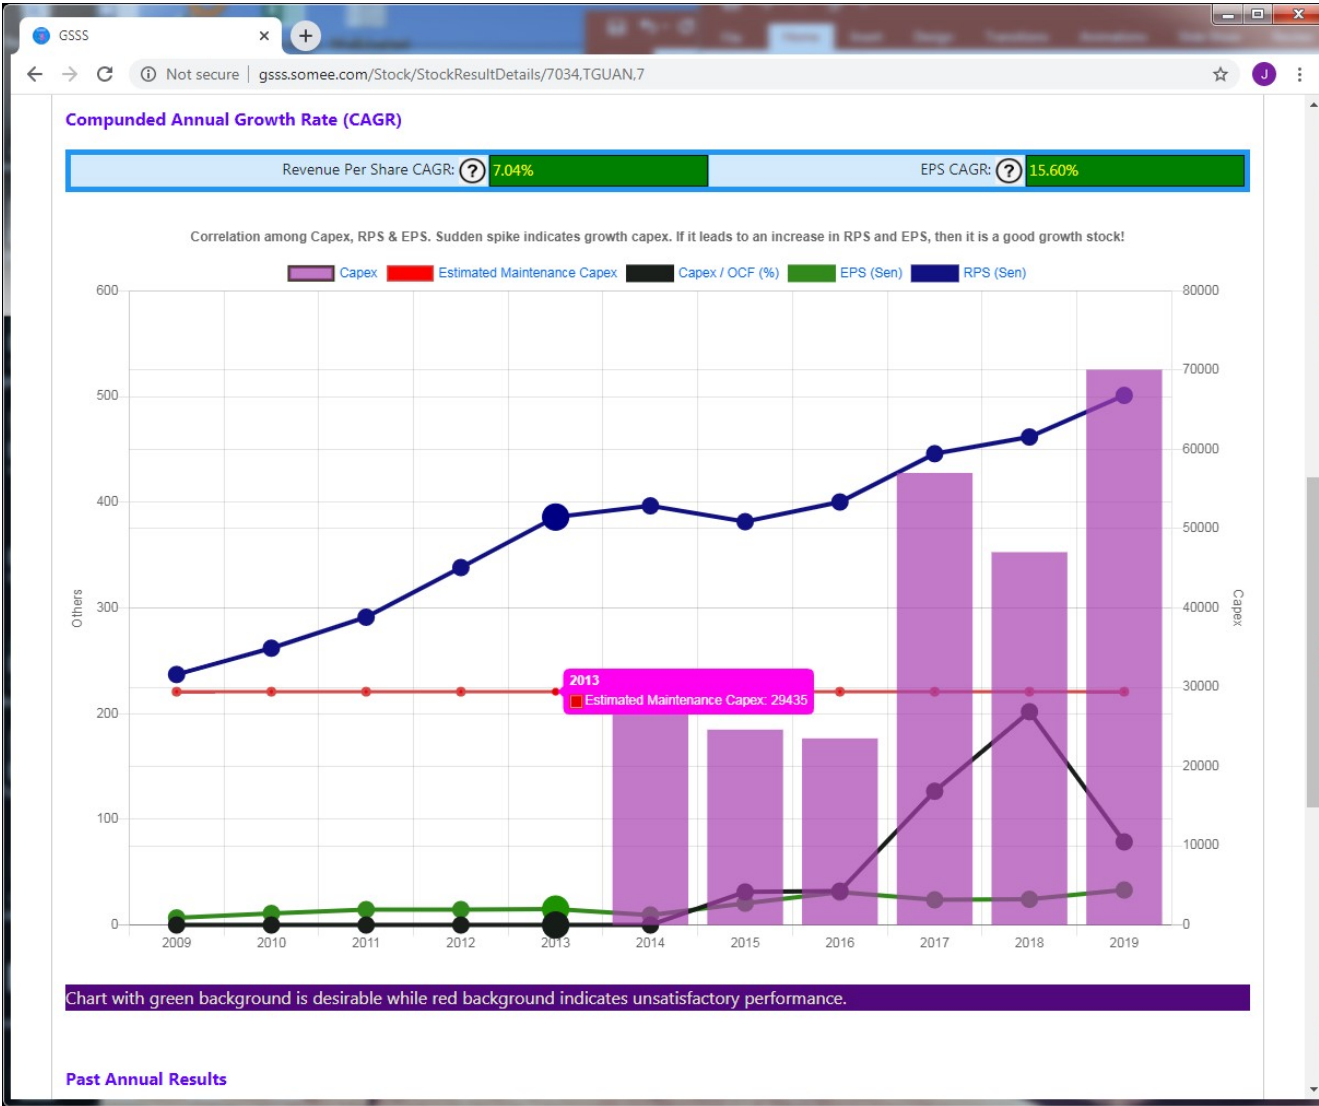 GSSS
Not secure | gsss.somee.com/Stock/StockResultDetails/7034,TGUAN,7
J
Compunded Annual Growth Rate (CAGR)
Revenue Per Share CAGR: ? 7.04% EPS CAGR: ? 15.60%
Correlation among Capex, RPS & EPS. Sudden spike indicates growth capex. If it leads to an increase in RPS and EPS, then it is a good growth stock!
Capex Estimated Maintenance Capex Capex / OCF (%) EPS (Sen) RPS (Sen)
600 80000
70000
500
60000
400
50000
Others 300 40000 Capex
2013
Estimated Maintenance Capex: 29435
30000
200
20000
100
10000
0 0
2009 2010 2011 2012 2013 2014 2015 2016 2017 2018 2019
Chart with green background is desirable while red background indicates unsatisfactory performance.
Past Annual Results